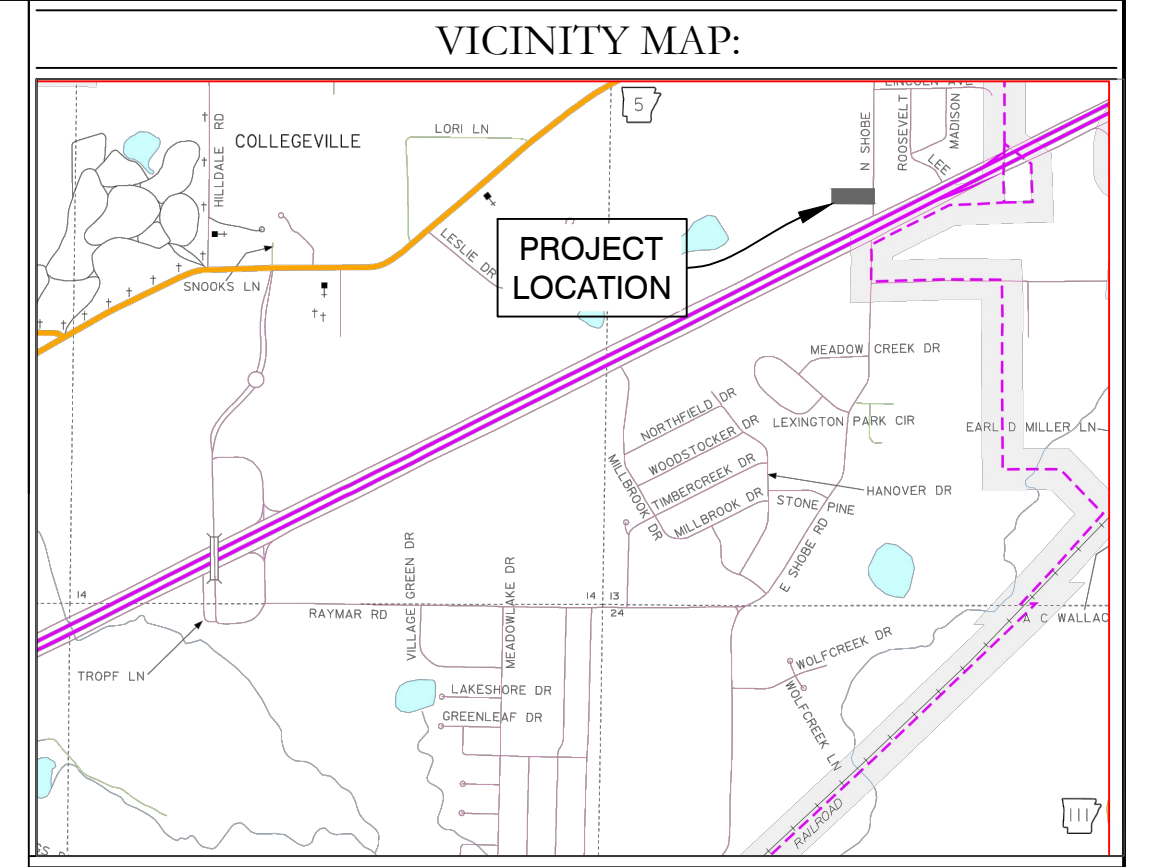 VICINITY MAP:
LINCOLN AVE
5
HILLDALE RD
COLLEGEVILLE
LORI LN
N SHOBE
ROOSEVELT
MADISON
LEE
LESLIE DR
PROJECT
LOCATION
SNOOKS LN
MEADOW CREEK DR
NORTHFIELD DR
WOODSTOCKER DR
LEXINGTON PARK CIR
EARL D MILLER LN
TIMBERCREEK DR
MILLBROOK DR
MILLBROOK DR
HANOVER DR
STONE PINE
E SHOBE RD
14
14
13
24
RAYMAR RD
VILLAGE GREEN DR
MEADOWLAKE DR
A C WALLAC
TROPF LN
WOLFCREEK DR
WOLFCREEK LN
LAKESHORE DR
GREENLEAF DR
RAILROAD
111